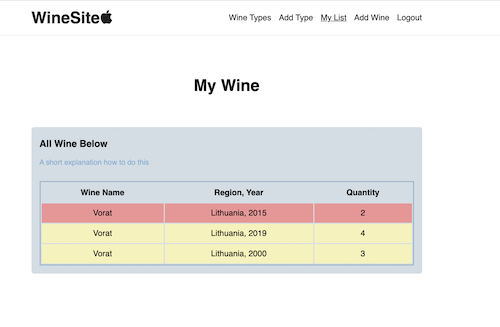 WineSite
Wine Types Add Type My List Add Wine Logout
My Wine
All Wine Below
A short explanation how to do this
Wine Name Region, Year Quantity
Vorat Lithuania, 2015 2
Vorat Lithuania, 2019 4
Vorat Lithuania, 2000 3